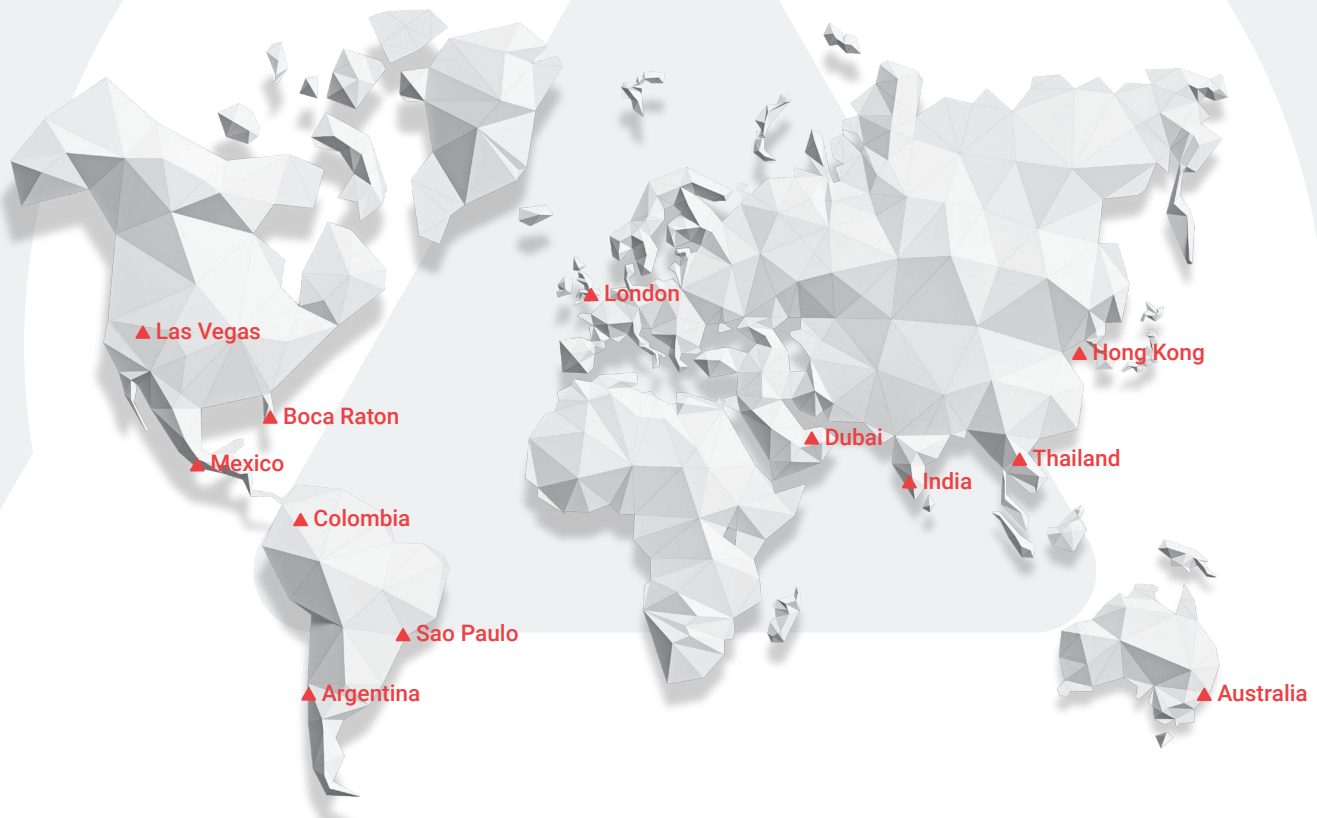 London
Las Vegas
Hong Kong
Boca Raton
Dubai
Mexico
Thailand
India
Colombia
Sao Paulo
Argentina
Australia